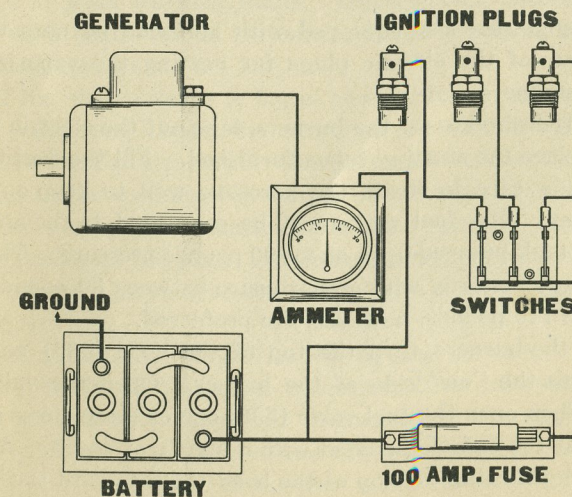 GENERATOR
IGNITION PLUGS
GROUND
AMMETER
SWITCHES
BATTERY
100 AMP. FUSE